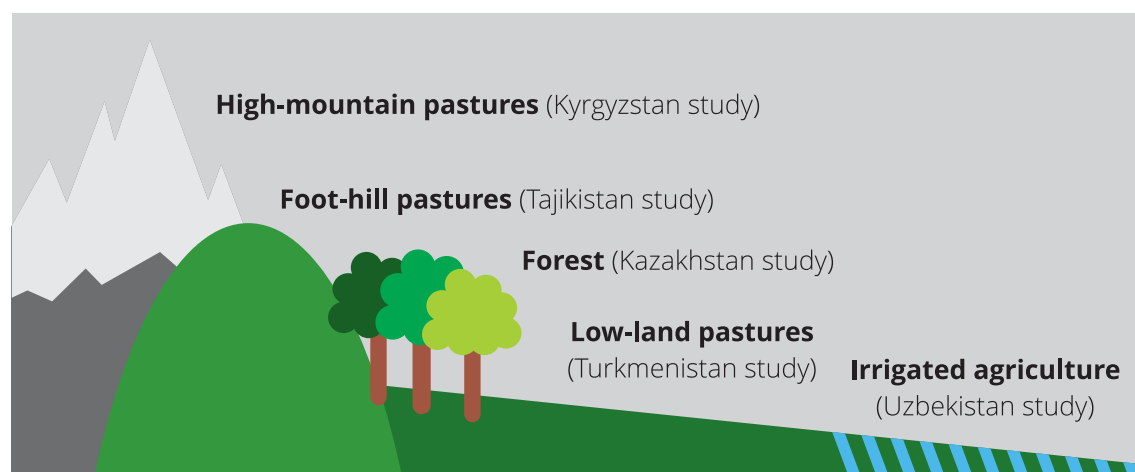 High-mountain pastures (Kyrgyzstan study)
Foot-hill pastures (Tajikistan study)
Forest (Kazakhstan study)
Low-land pastures
(Turkmenistan study)
Irrigated agriculture
(Uzbekistan study)